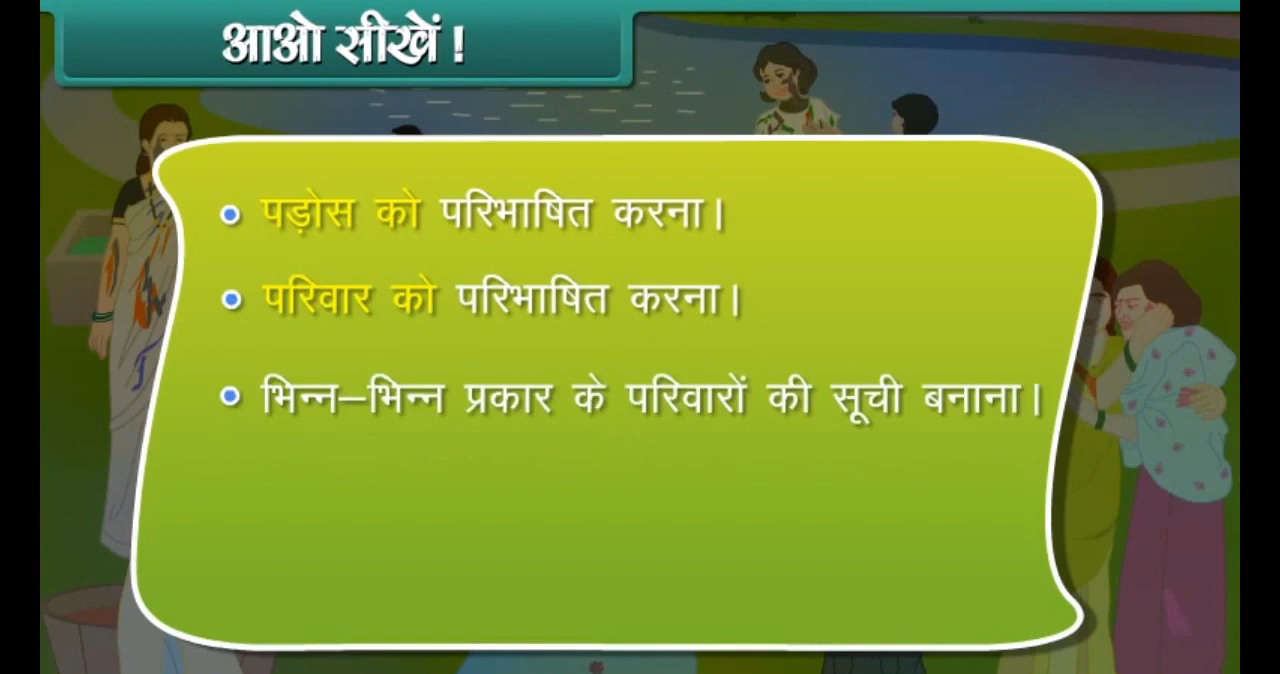 आओ सीखें !
पड़ोस को परिभाषित करना।
परिवार को परिभाषित करना।
भिन्न–भिन्न प्रकार के परिवारों की सूची बनाना।